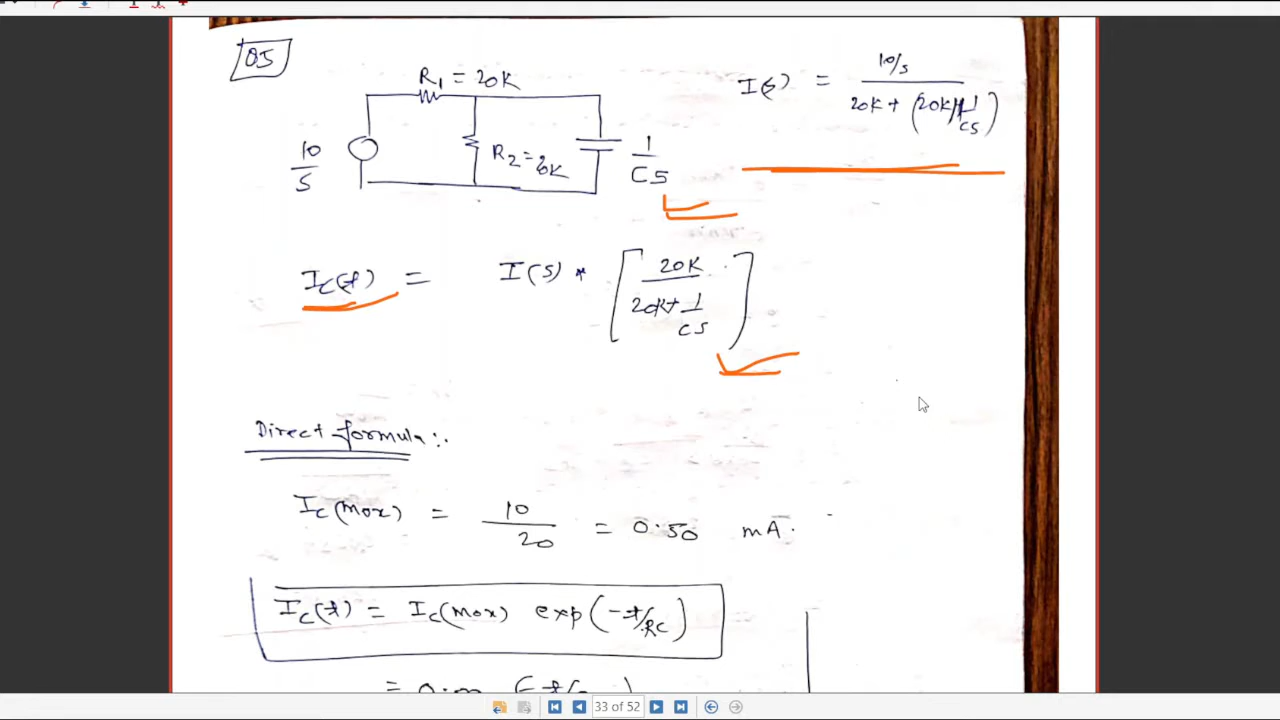 Q5
R1 = 20K
I(s) = 10/s
20K + (20K||1/CS)
10/S
R2 = 20K
1/CS
Ic(t) = I(S) * [20K / 20K+1/CS]
Direct formula:.
Ic(max) = 10/20 = 0.50 mA.
Ic(t) = Ic(max) exp(-t/RC)
=
33 of 52